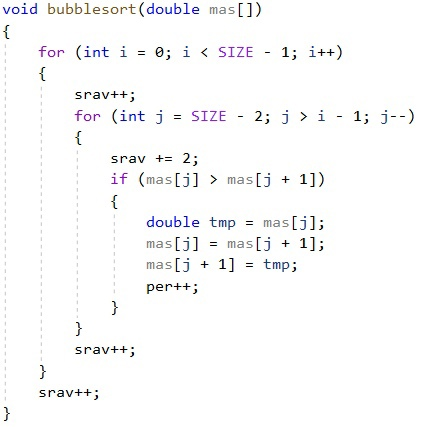 void bubblesort(double mas[])
{
    for (int i = 0; i < SIZE - 1; i++)
    {
        srav++;
        for (int j = SIZE - 2; j > i - 1; j--)
        {
            srav += 2;
            if (mas[j] > mas[j + 1])
            {
                double tmp = mas[j];
                mas[j] = mas[j + 1];
                mas[j + 1] = tmp;
                per++;
            }
        }
        srav++;
    }
    srav++;
}